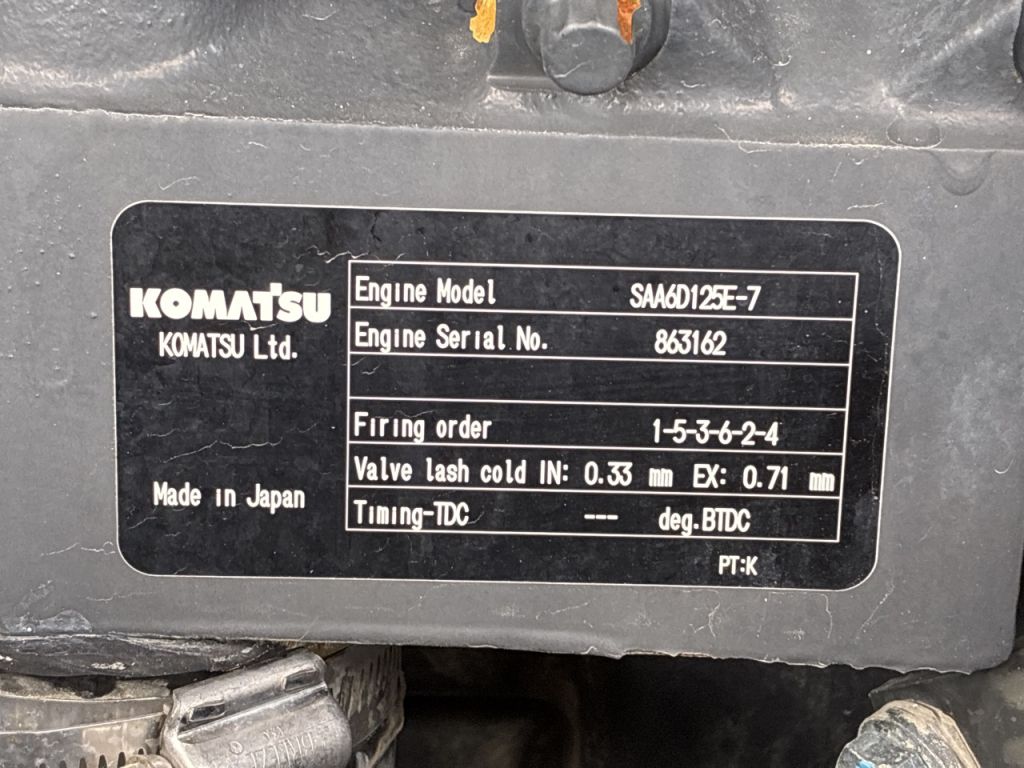 KOMATSU
KOMATSU Ltd.
Made in Japan
Engine Model SAA6D125E-7
Engine Serial No. 863162
Firing order 1-5-3-6-2-4
Valve lash cold IN: 0.33 mm EX: 0.71 mm
Timing-TDC --- deg.BTDC
PT:K